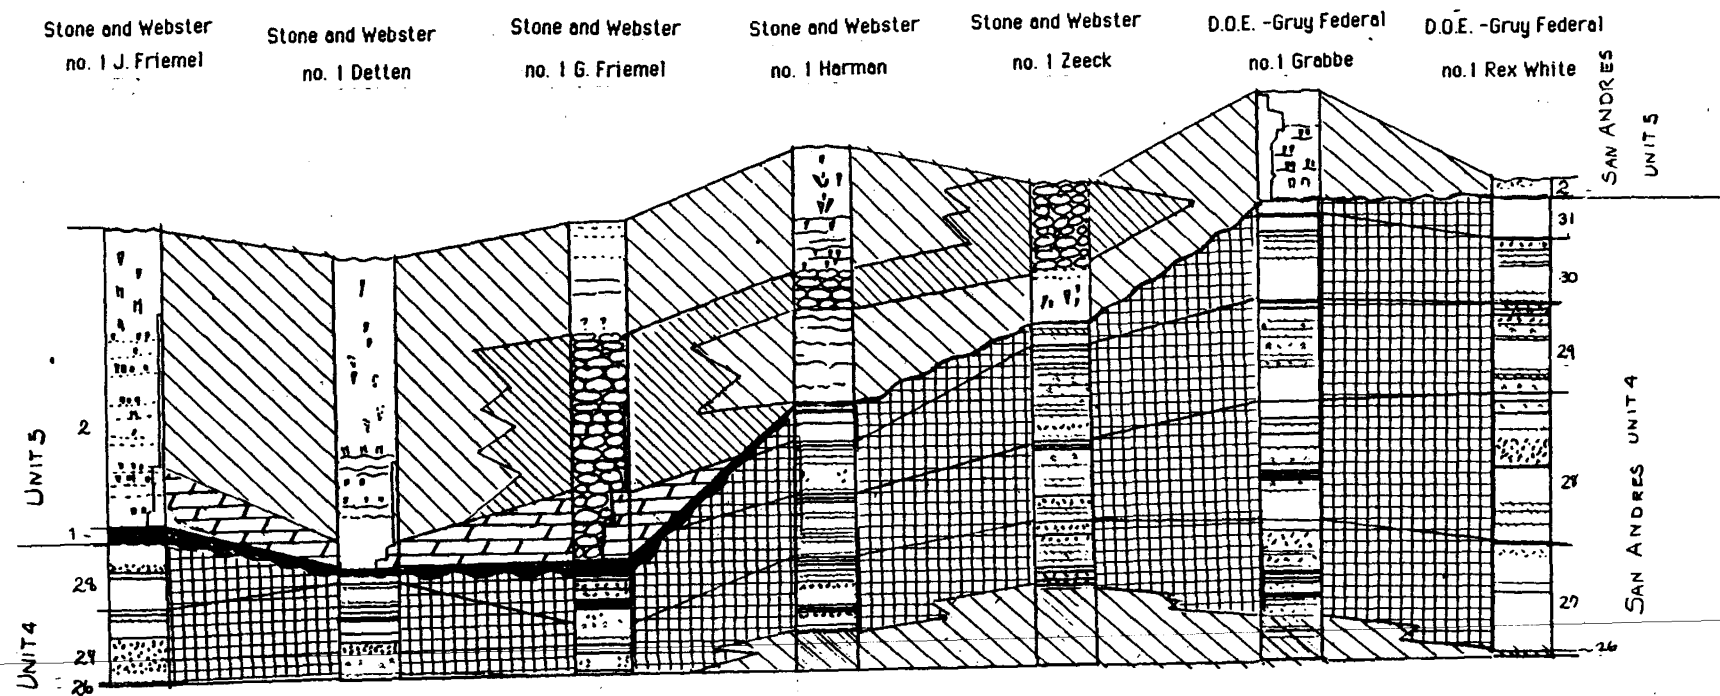 Stone and Webster
no. 1 J. Friemel
Stone and Webster
no. 1 Detten
Stone and Webster
no. 1 G. Friemel
Stone and Webster
no. 1 Harman
Stone and Webster
no. 1 Zeeck
D.O.E. -Gruy Federal
no.1 Grabbe
D.O.E. -Gruy Federal
no.1 Rex White
SAN ANDRES
UNIT 5
2
31
30
29
28
27
26
SAN ANDRES UNIT 4
UNIT 5
2
1
UNIT 4
28
27
26